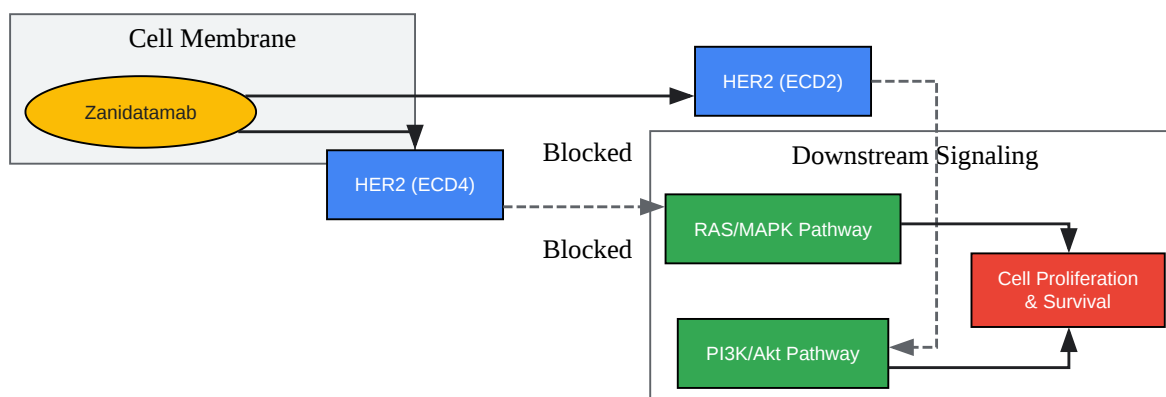 Cell Membrane
Zanidatamab
HER2 (ECD2)
HER2 (ECD4)
Blocked
Blocked
Downstream Signaling
RAS/MAPK Pathway
PI3K/Akt Pathway
Cell Proliferation
& Survival